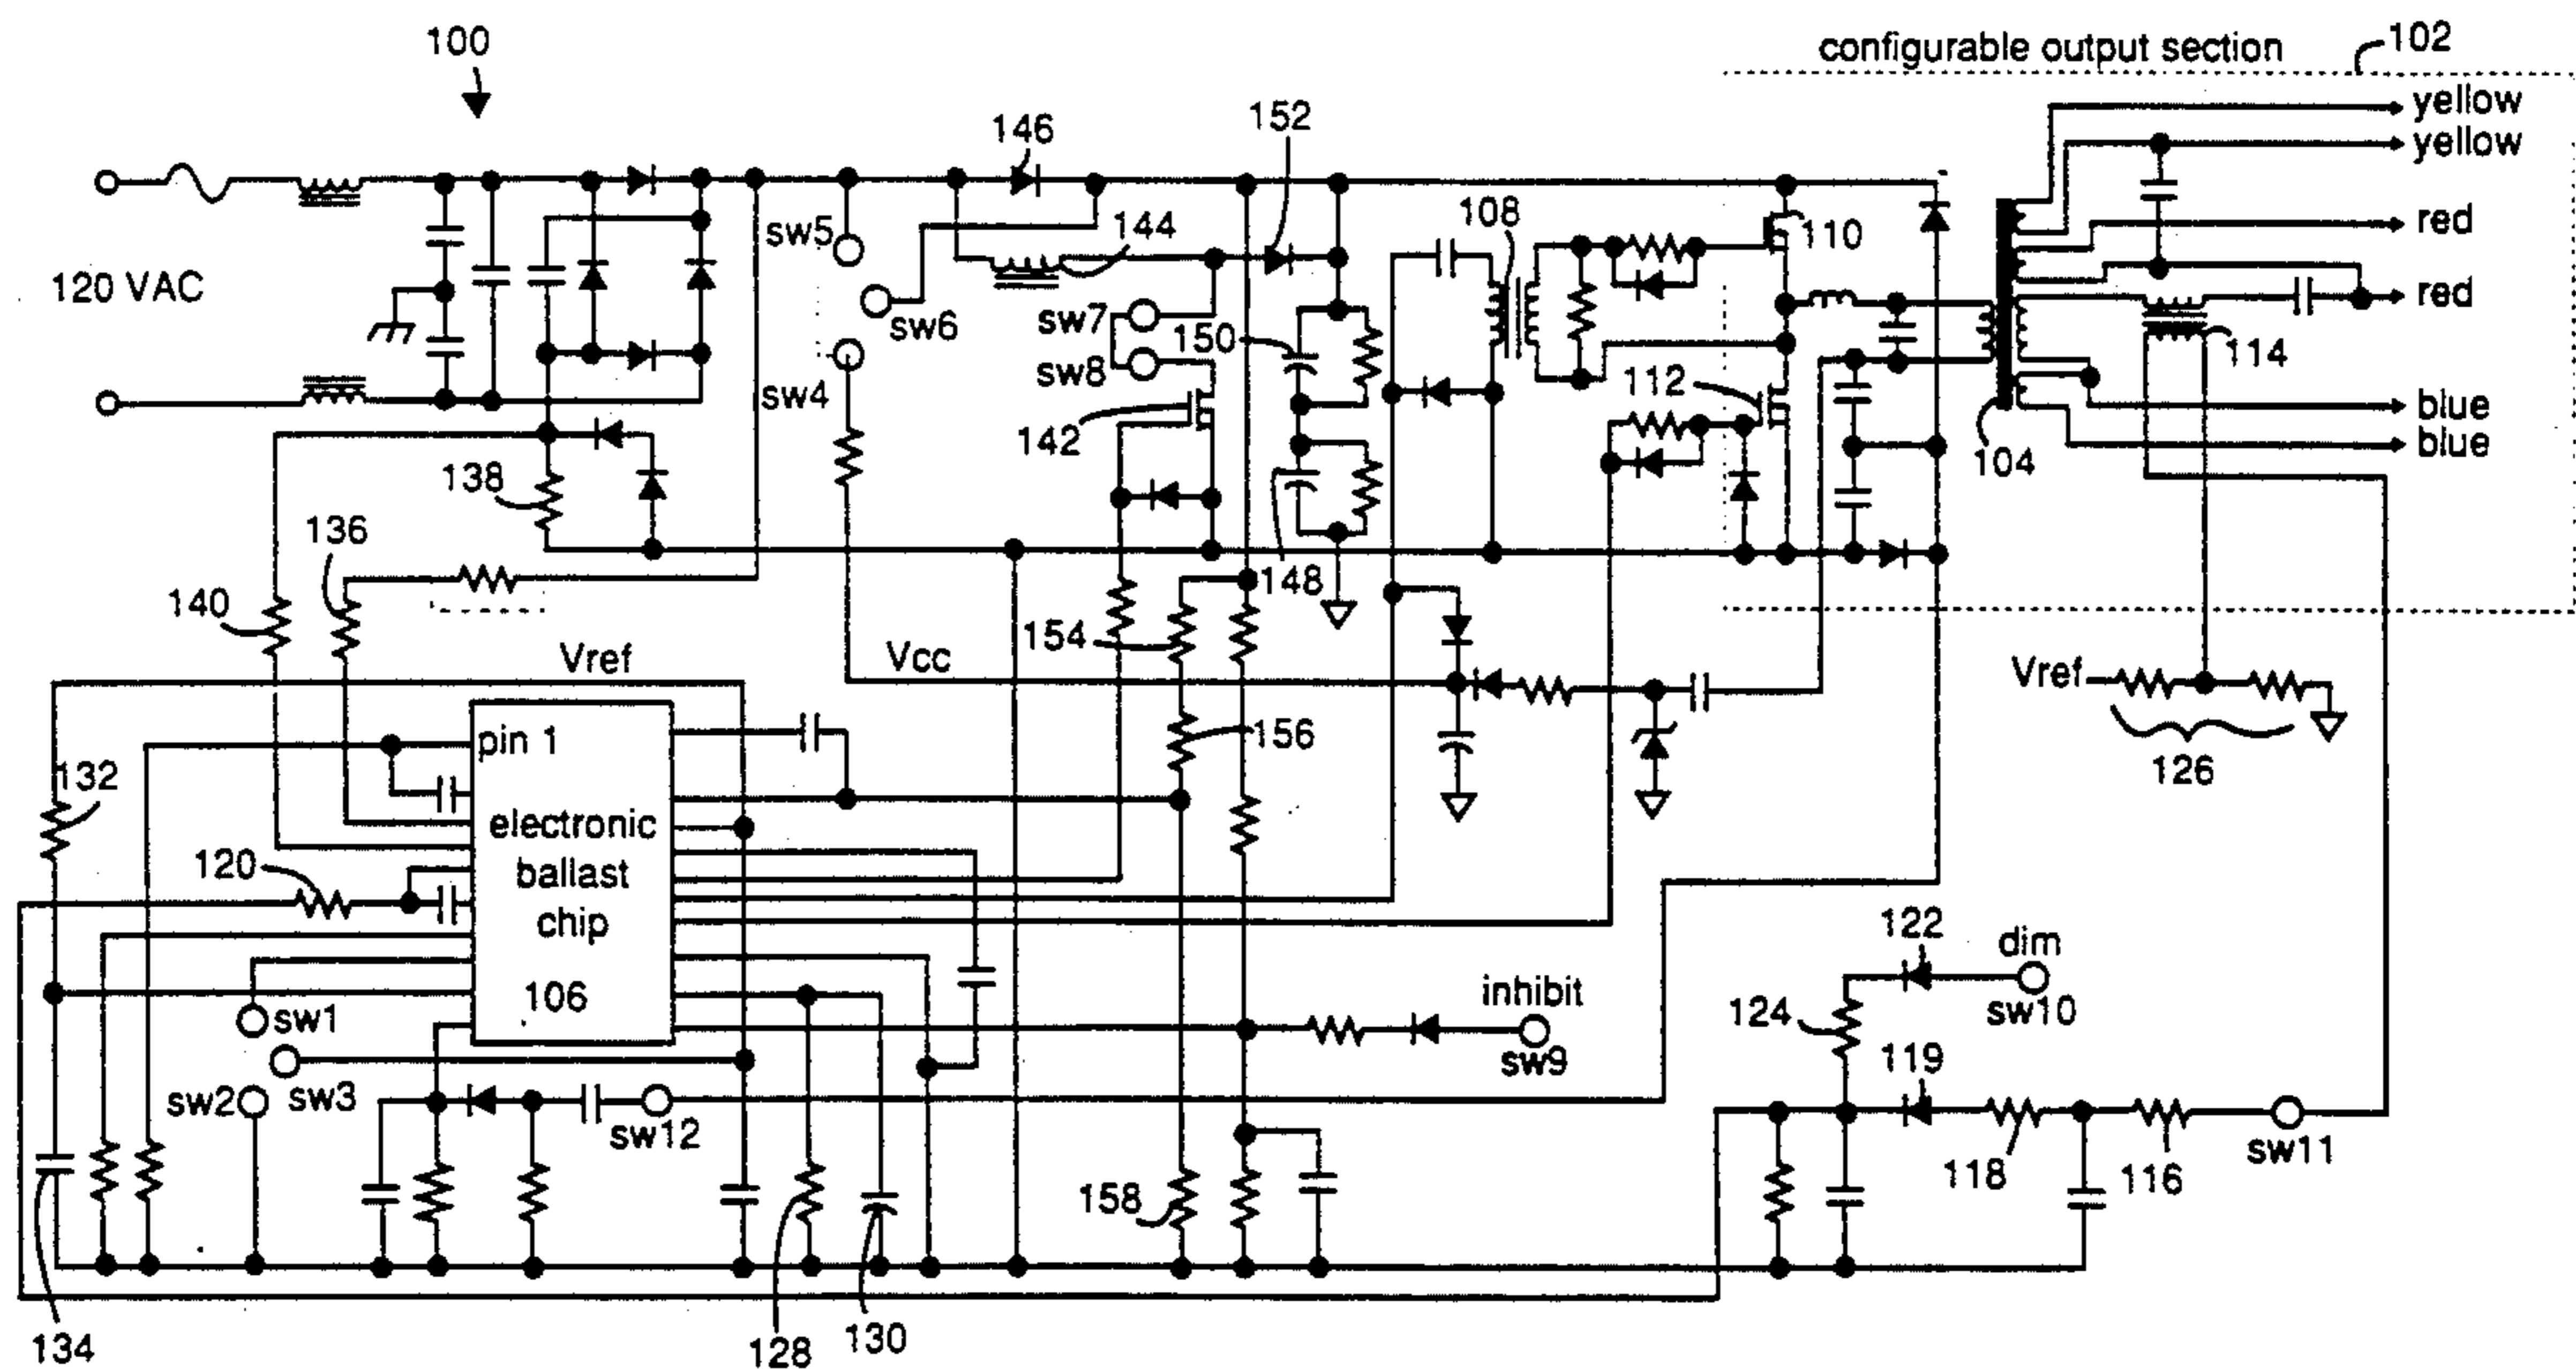 100
configurable output section
102
yellow
yellow
146
152
108
110
red
red
120 VAC
sw5
144
sw6
sw7
150
sw8
sw4
112
142
114
104
blue
blue
138
136
148
140
154
Vref
Vcc
Vref
156
126
pin 1
132
electronic
ballast
chip
106
120
122
dim
sw10
inhibit
124
sw1
sw9
119
sw3
sw2
sw12
sw11
158
118
116
134
128
130